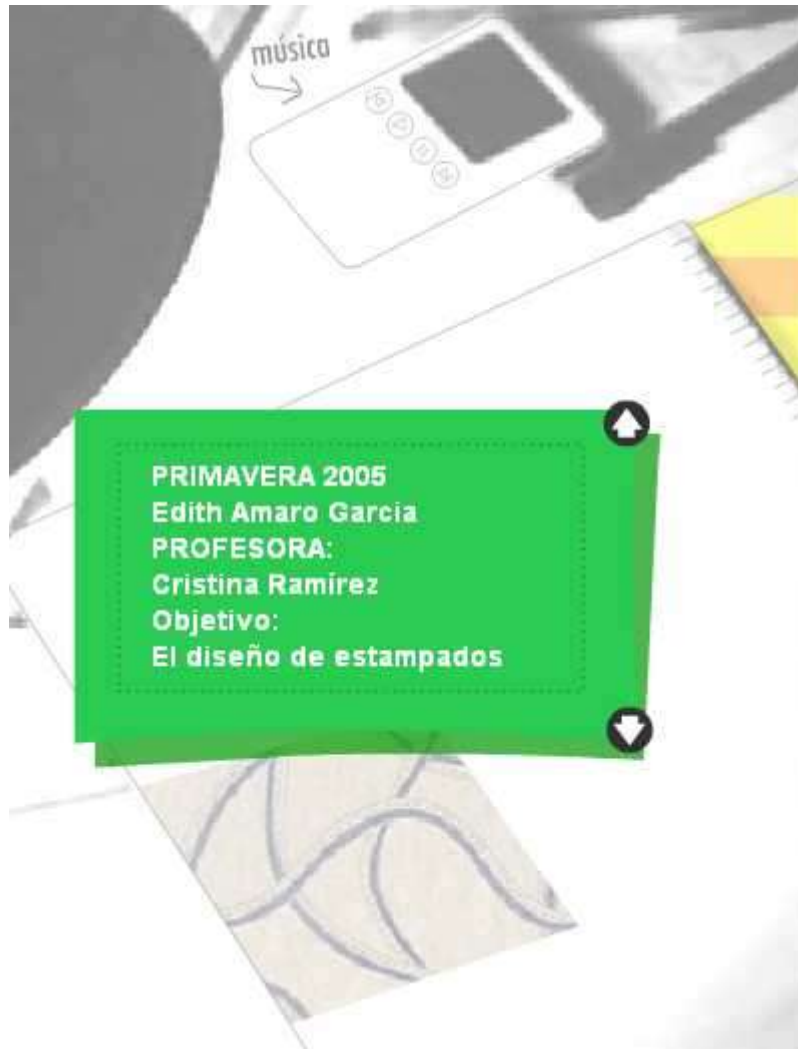 música
PRIMAVERA 2005
Edith Amaro Garcia
PROFESORA:
Cristina Ramírez
Objetivo:
El diseño de estampados